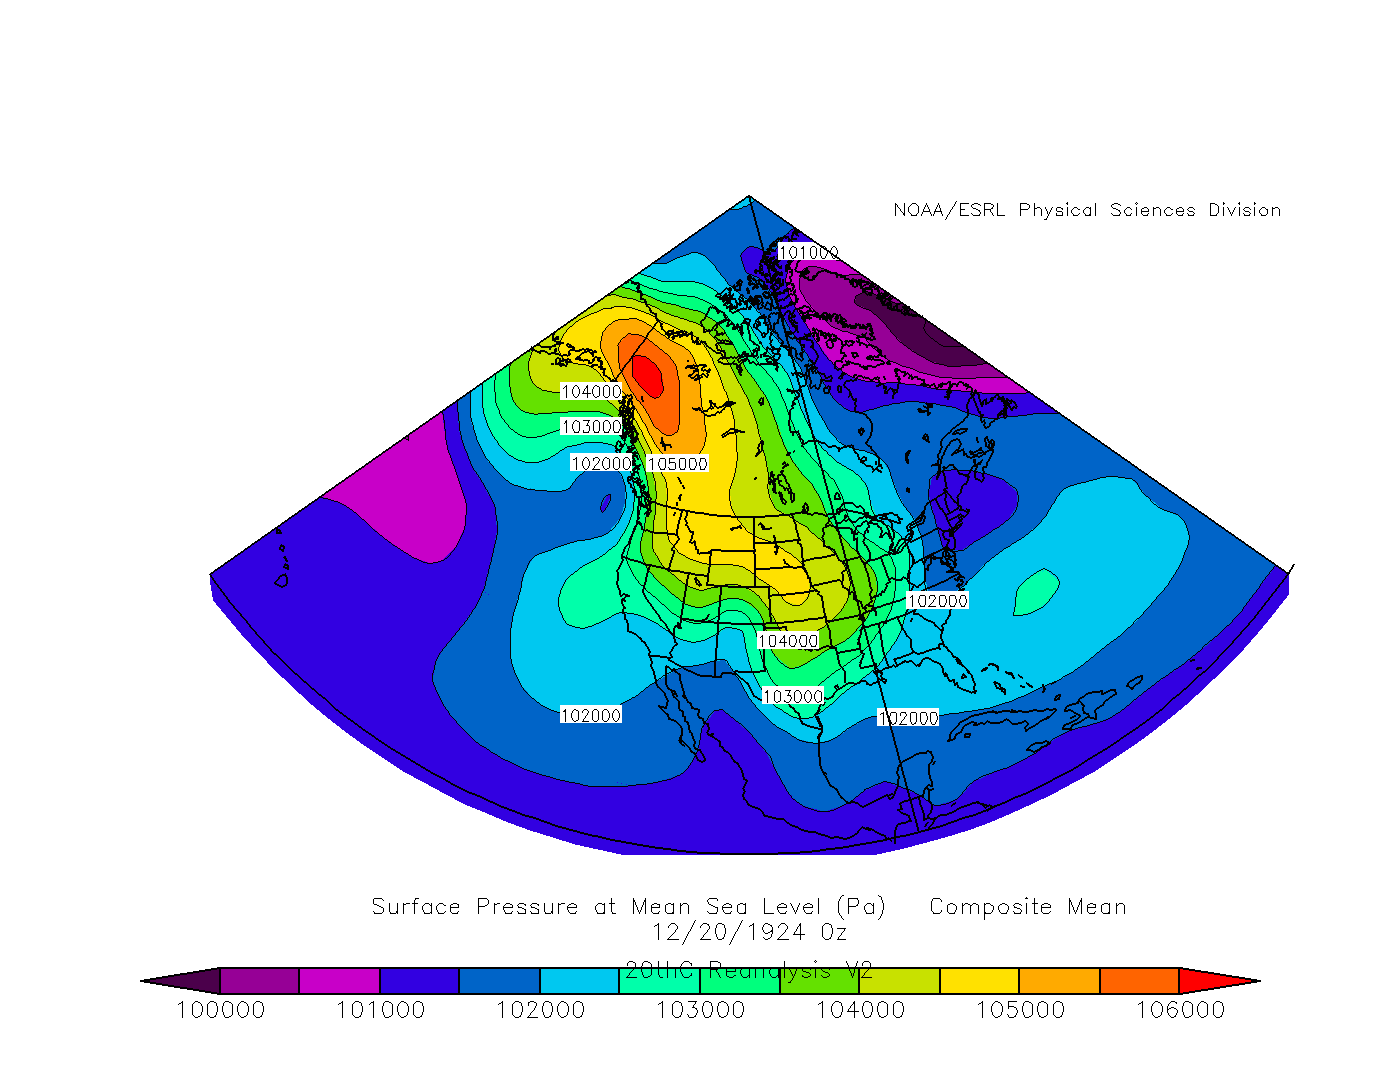 NOAA/ESRL Physical Sciences Division
101000
104000
103000
102000 105000
102000
104000
103000
102000 102000
Surface Pressure at Mean Sea Level (Pa) Composite Mean
12/20/1924 0z
20thC Reanalysis V2
100000 101000 102000 103000 104000 105000 106000